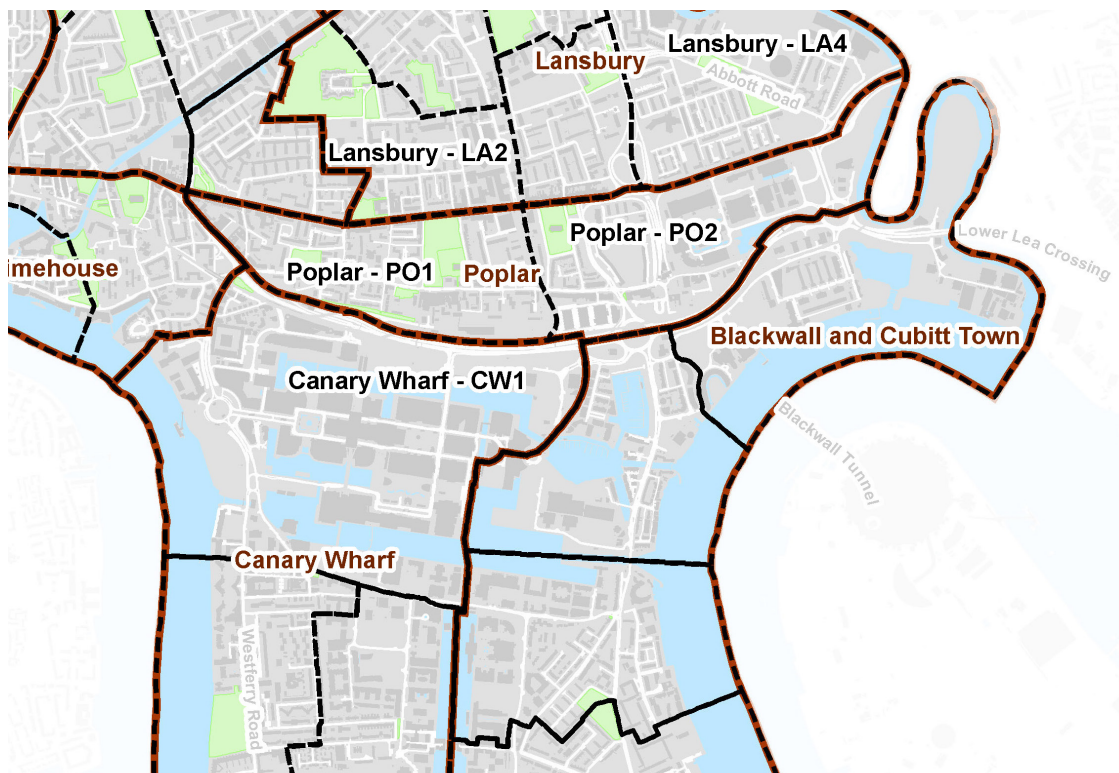 Lansbury - LA4
Lansbury
Abbott Road
Lansbury - LA2
Poplar - PO2
Lower Lea Crossing
imehouse
Poplar - PO1
Poplar
Blackwall and Cubitt Town
Canary Wharf - CW1
Blackwall Tunnel
Canary Wharf
Westferry Road